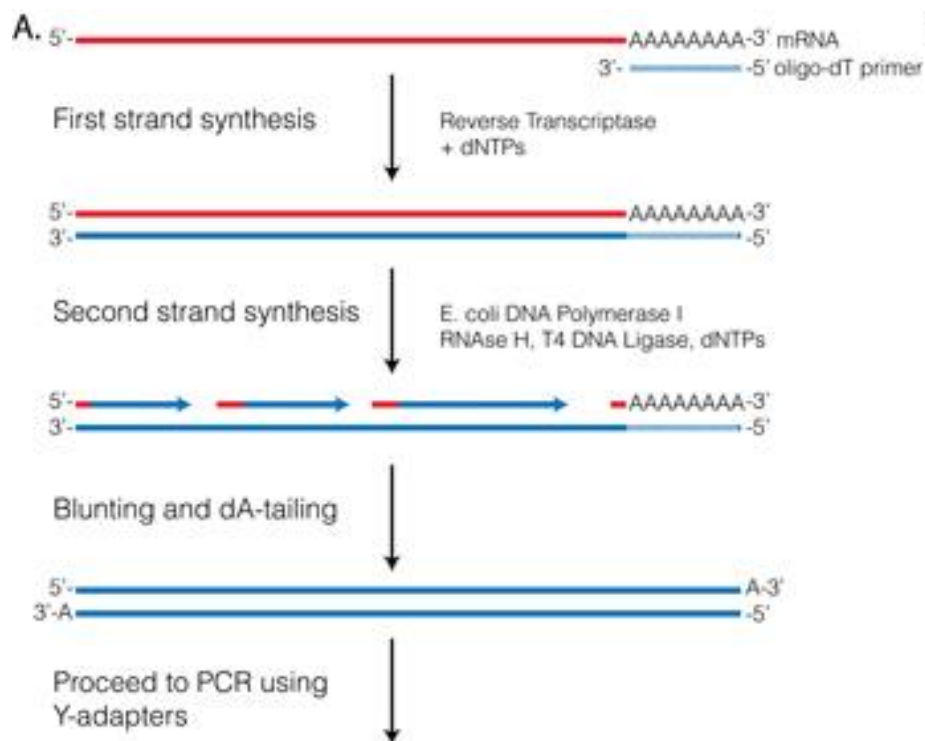 A.
5'- AAAAAAAA-3' mRNA
3'- -5' oligo-dT primer
First strand synthesis
Reverse Transcriptase
+ dNTPs
5'- AAAAAAAA-3'
3'- -5'
Second strand synthesis
E. coli DNA Polymerase I
RNAse H, T4 DNA Ligase, dNTPs
5'- AAAAAAAA-3'
3'- -5'
Blunting and dA-tailing
5'- A-3'
3'-A -5'
Proceed to PCR using
Y-adapters